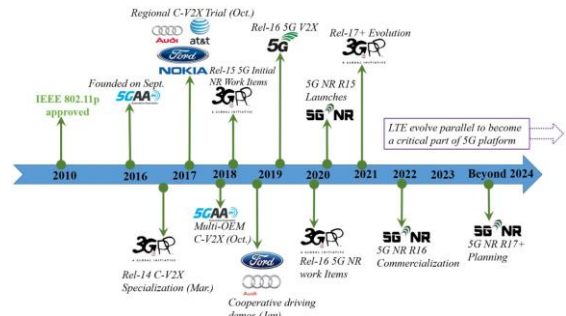 Regional C-V2X Trial (Oct.)
Audi
at&t
Ford
NOKIA
Rel-16 5G V2X
5G
Rel-17+ Evolution
3GPP
A GLOBAL INITIATIVE
Rel-15 5G Initial
NR Work Items
3GPP
A GLOBAL INITIATIVE
Founded on Sept.
5GAA
IEEE 802.11p
approved
5G NR R15
Launches
5G NR
LTE evolve parallel to become
a critical part of 5G platform
2010
2016
2017
2018
2019
2020
2021
2022
2023
Beyond 2024
3GPP
A GLOBAL INITIATIVE
Rel-14 C-V2X
Specialization (Mar.)
5GAA
Multi-OEM
C-V2X (Oct.)
Ford
Audi
Cooperative driving
demos (Jan)
3GPP
A GLOBAL INITIATIVE
Rel-16 5G NR
work Items
5G NR
5G NR R16
Commercialization
5G NR
5G NR R17+
Planning